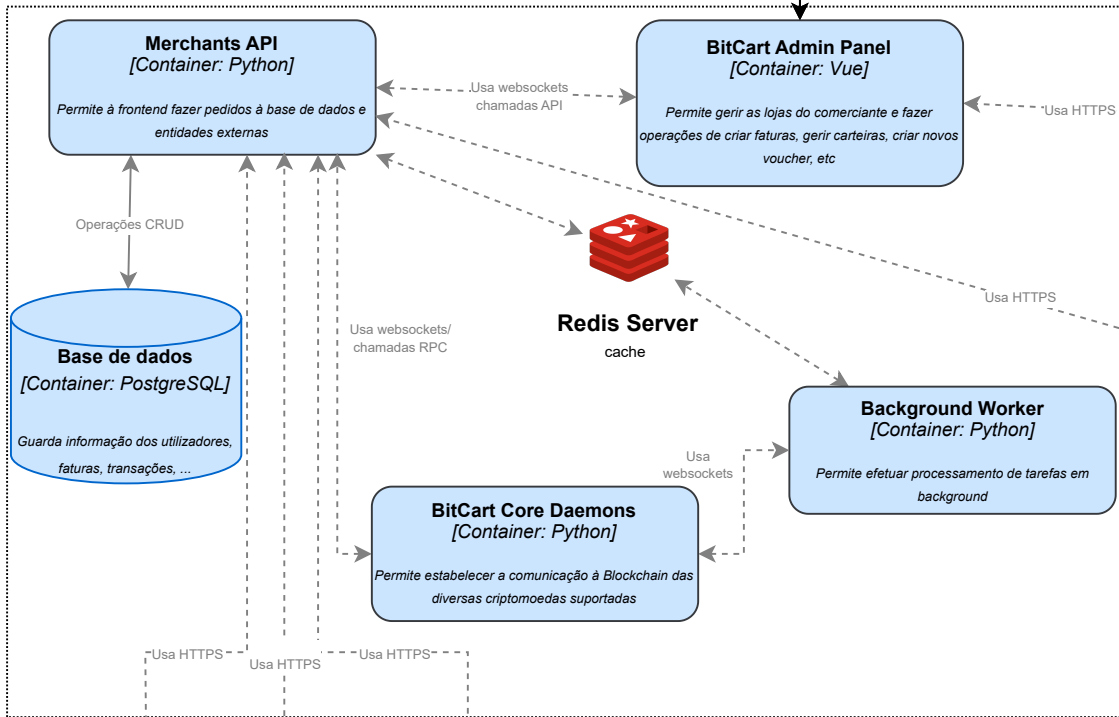 Merchants API
[Container: Python]
Permite à frontend fazer pedidos à base de dados e
entidades externas
Usa websockets
chamadas API
BitCart Admin Panel
[Container: Vue]
Permite gerir as lojas do comerciante e fazer
operações de criar faturas, gerir carteiras, criar novos
voucher, etc
Usa HTTPS
Operações CRUD
Redis Server
cache
Usa HTTPS
Usa websockets/
chamadas RPC
Base de dados
[Container: PostgreSQL]
Guarda informação dos utilizadores,
faturas, transações, ...
Background Worker
[Container: Python]
Permite efetuar processamento de tarefas em
background
Usa
websockets
BitCart Core Daemons
[Container: Python]
Permite estabelecer a comunicação à Blockchain das
diversas criptomoedas suportadas
Usa HTTPS
Usa HTTPS
Usa HTTPS